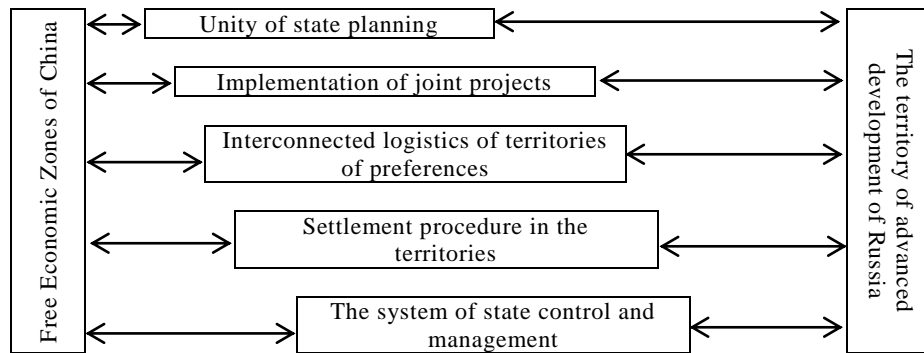 Free Economic Zones of China
Unity of state planning
Implementation of joint projects
Interconnected logistics of territories
of preferences
Settlement procedure in the
territories
The system of state control and
management
The territory of advanced
development of Russia